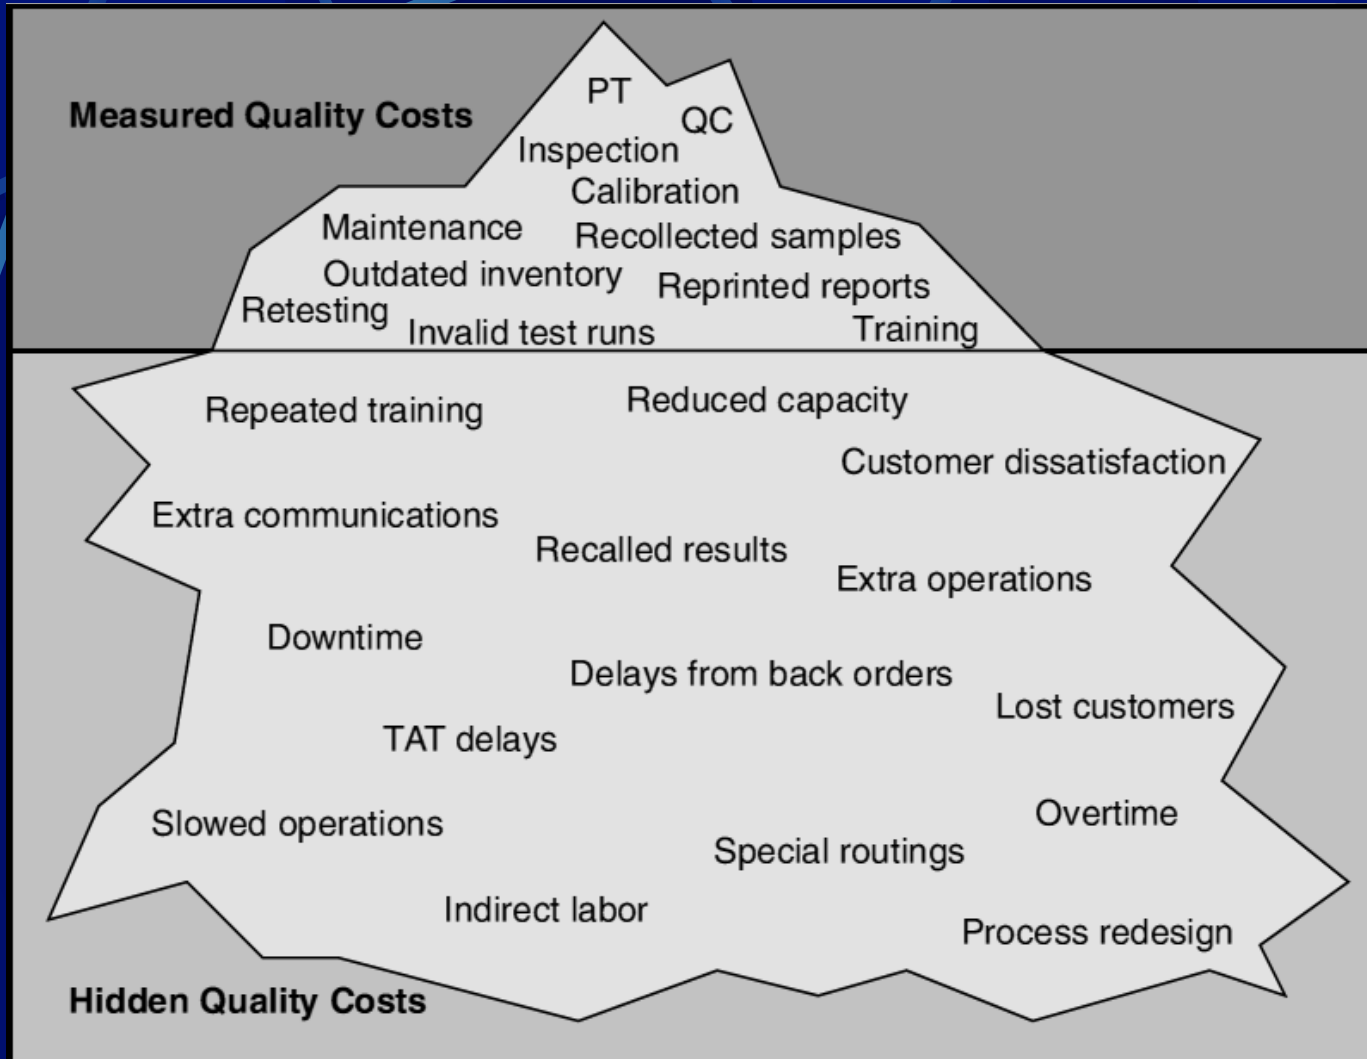 PT
Measured Quality Costs
QC
Inspection
Calibration
Maintenance
Recollected samples
Outdated inventory
Reprinted reports
Retesting
Invalid test runs
Training
Repeated training
Reduced capacity
Customer dissatisfaction
Extra communications
Recalled results
Extra operations
Downtime
Delays from back orders
Lost customers
TAT delays
Overtime
Slowed operations
Special routings
Indirect labor
Process redesign
Hidden Quality Costs